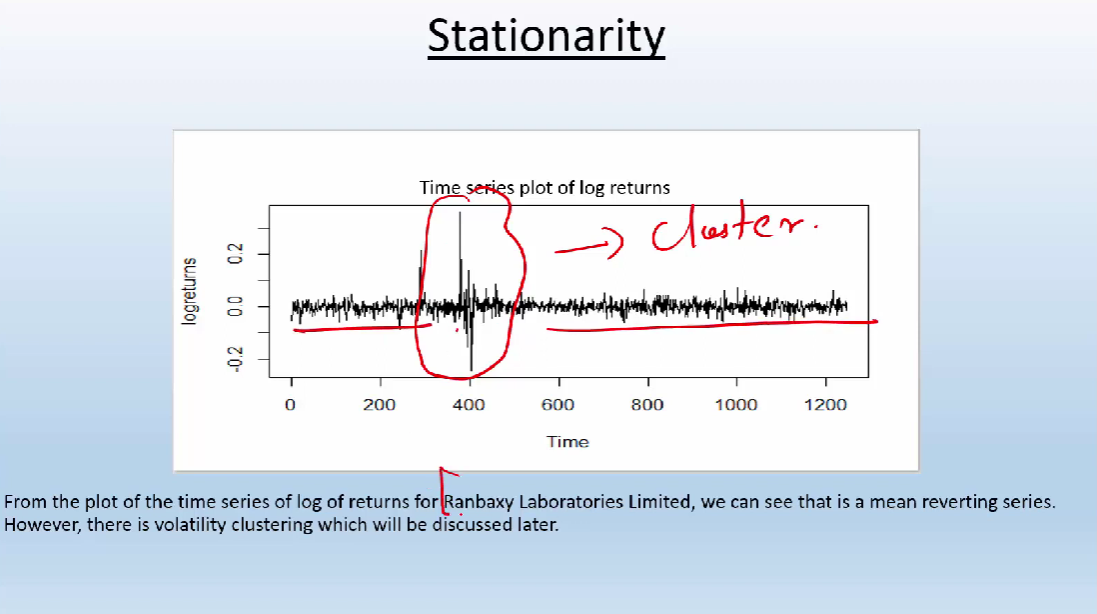 Stationarity
Time series plot of log returns
cluster.
logreturns
0.2
0.0
-0.2
0 200 400 600 800 1000 1200
Time
From the plot of the time series of log of returns for Ranbaxy Laboratories Limited, we can see that is a mean reverting series.
However, there is volatility clustering which will be discussed later.